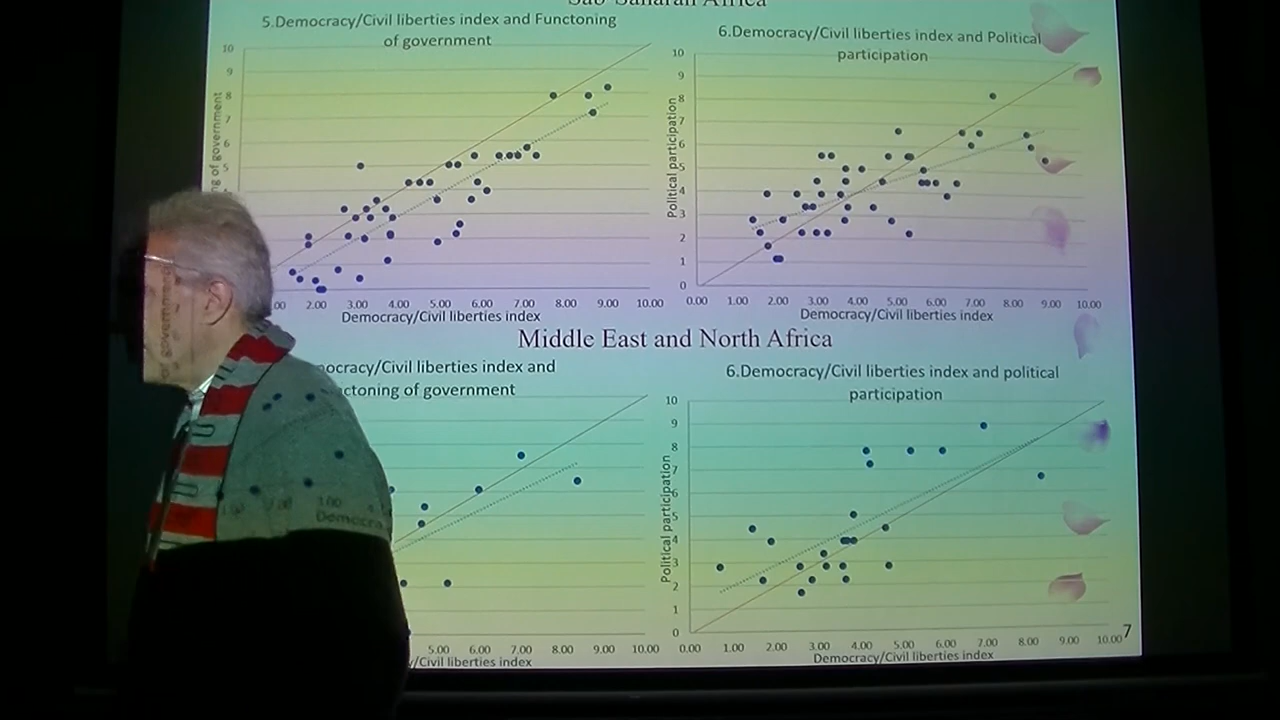 Sub-Saharan Africa
5.Democracy/Civil liberties index and Functoning
of government
10
9
8
7
6
5
ng of government
2.00 3.00 4.00 5.00 6.00 7.00 8.00 9.00 10.00
Democracy/Civil liberties index
6.Democracy/Civil liberties index and Political
participation
10
9
8
7
6
5
4
3
2
1
0
Political participation
0.00 1.00 2.00 3.00 4.00 5.00 6.00 7.00 8.00 9.00 10.00
Democracy/Civil liberties index
Middle East and North Africa
ocracy/Civil liberties index and
ctoning of government
5.00 6.00 7.00 8.00 9.00 10.00
/Civil liberties index
6.Democracy/Civil liberties index and political
participation
10
9
8
7
6
5
4
3
2
1
0
Political participation
0.00 1.00 2.00 3.00 4.00 5.00 6.00 7.00 8.00 9.00 10.00
Democracy/Civil liberties index
7